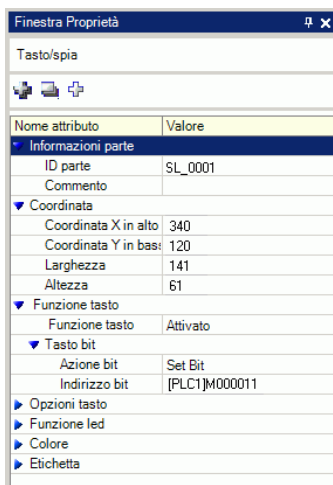 Finestra Proprietà
Tasto/spia
Nome attributo Valore
Informazioni parte
ID parte SL_0001
Commento
Coordinata
Coordinata X in alto 340
Coordinata Y in bass 120
Larghezza 141
Altezza 61
Funzione tasto
Funzione tasto Attivato
Tasto bit
Azione bit Set Bit
Indirizzo bit [PLC1]M000011
Opzioni tasto
Funzione led
Colore
Etichetta